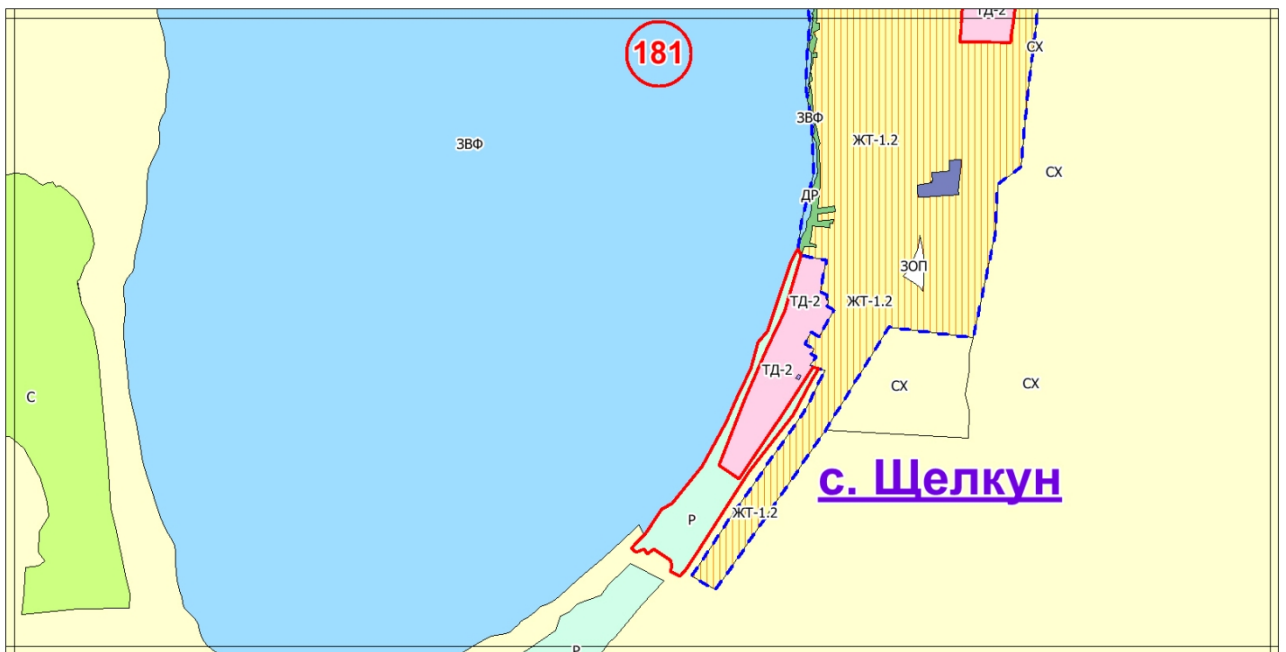 ТД-2
181
СХ
ЗВФ
ЗВФ
ЖТ-1.2
СХ
ДР
ЗОП
ТД-2
ЖТ-1.2
ТД-2
СХ
СХ
С
с. Щелкун
Р
ЖТ-1.2
Р